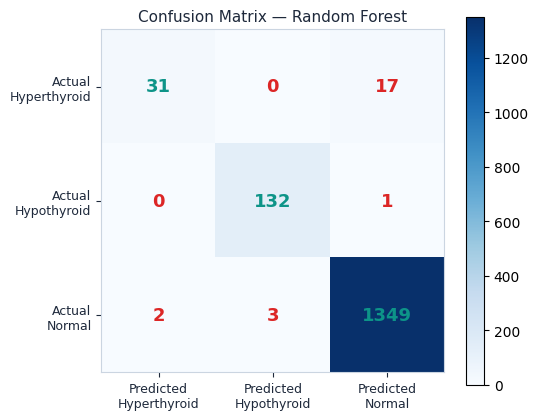 Confusion Matrix — Random Forest
Actual
Hyperthyroid
31
0
17
Actual
Hypothyroid
0
132
1
Actual
Normal
2
3
1349
Predicted
Hyperthyroid
Predicted
Hypothyroid
Predicted
Normal
1200
1000
800
600
400
200
0